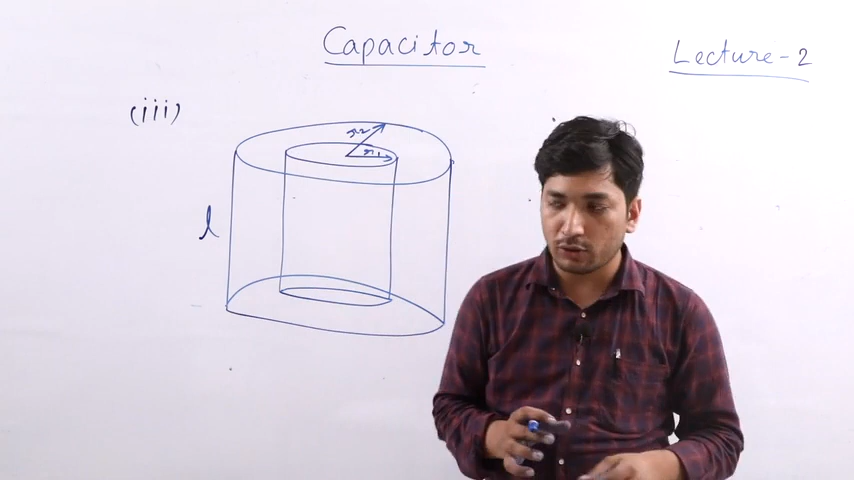 Capacitor
Lecture-2
(iii)
r2
r1
l